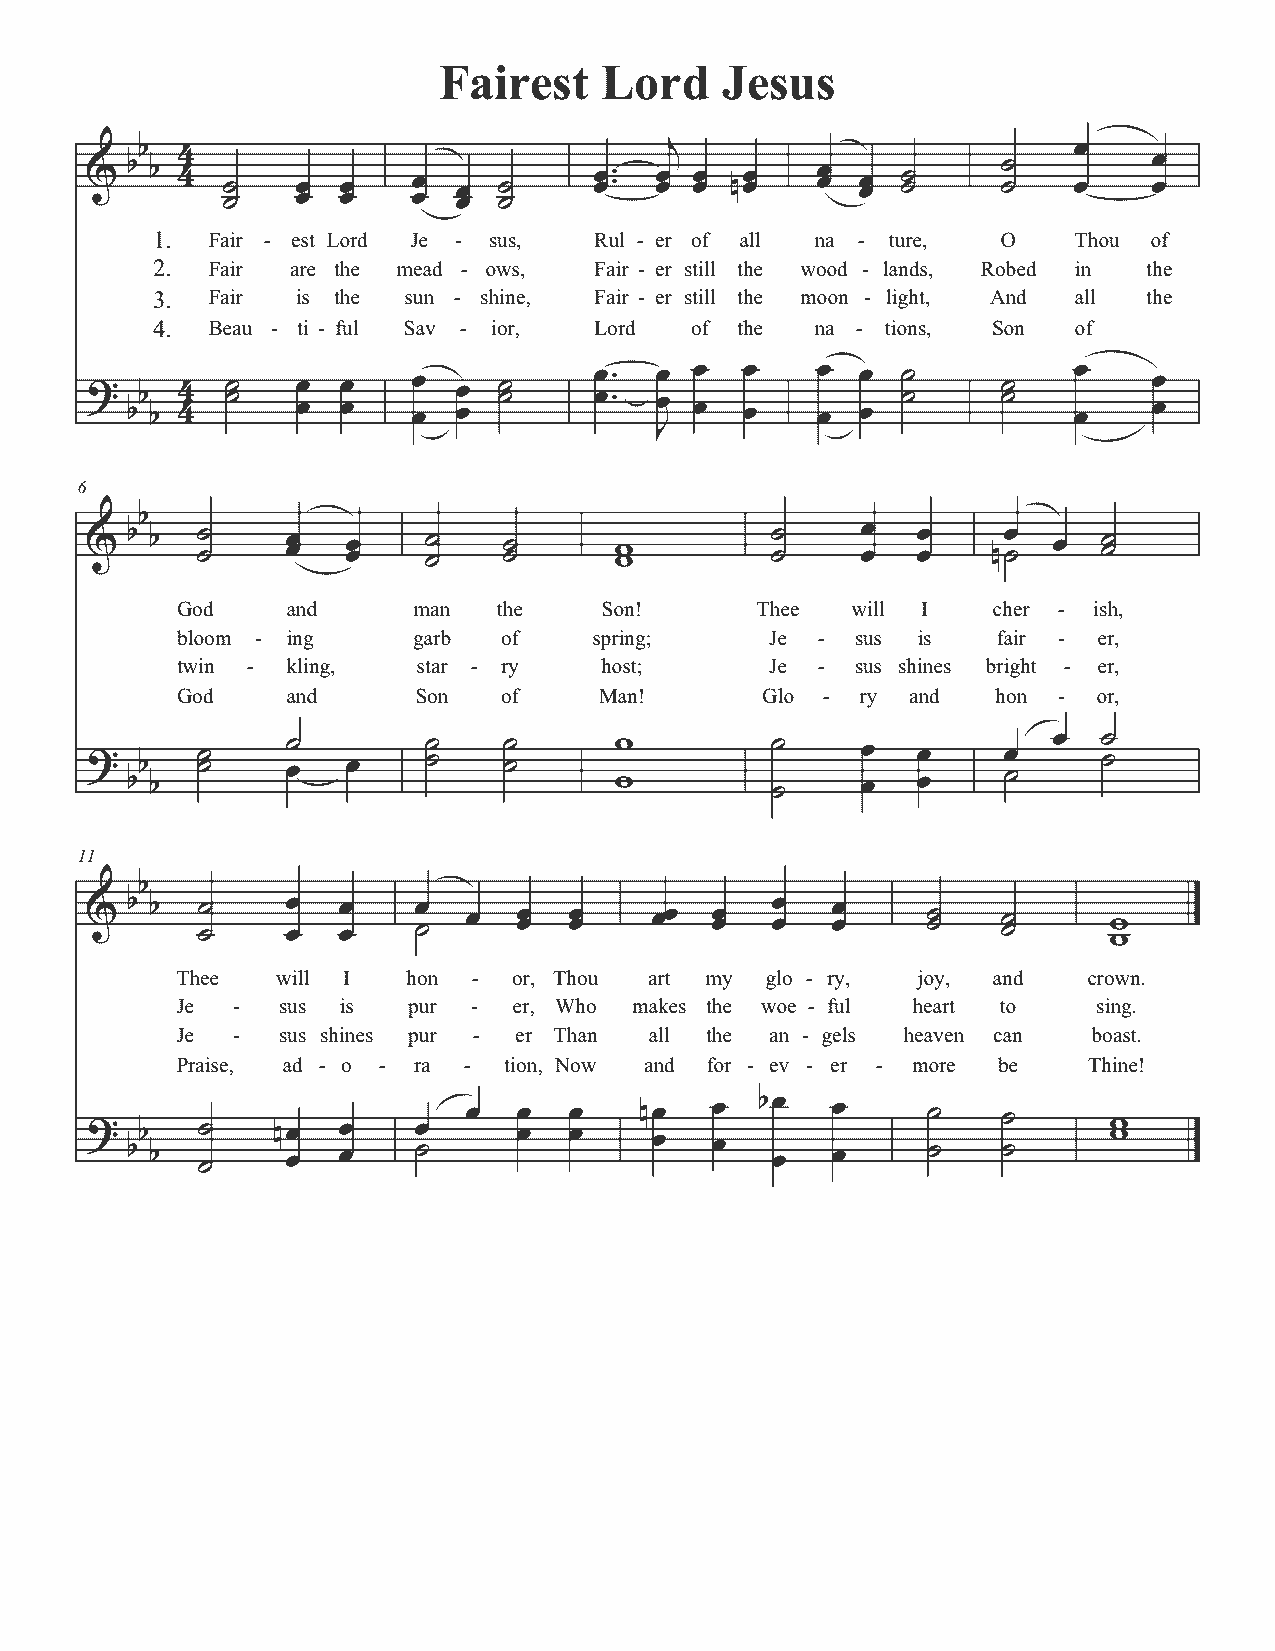 Fairest Lord Jesus
1. Fair - est Lord Je - sus, Rul - er of all na - ture, O Thou of
2. Fair are the mead - ows, Fair - er still the wood - lands, Robed in the
3. Fair is the sun - shine, Fair - er still the moon - light, And all the
4. Beau - ti - ful Sav - ior, Lord of the na - tions, Son of
6
God and man the Son! Thee will I cher - ish,
bloom - ing garb of spring; Je - sus is fair - er,
twin - kling, star - ry host; Je - sus shines bright - er,
God and Son of Man! Glo - ry and hon - or,
11
Thee will I hon - or, Thou art my glo - ry, joy, and crown.
Je - sus is pur - er, Who makes the woe - ful heart to sing.
Je - sus shines pur - er Than all the an - gels heaven can boast.
Praise, ad - o - ra - tion, Now and for - ev - er - more be Thine!